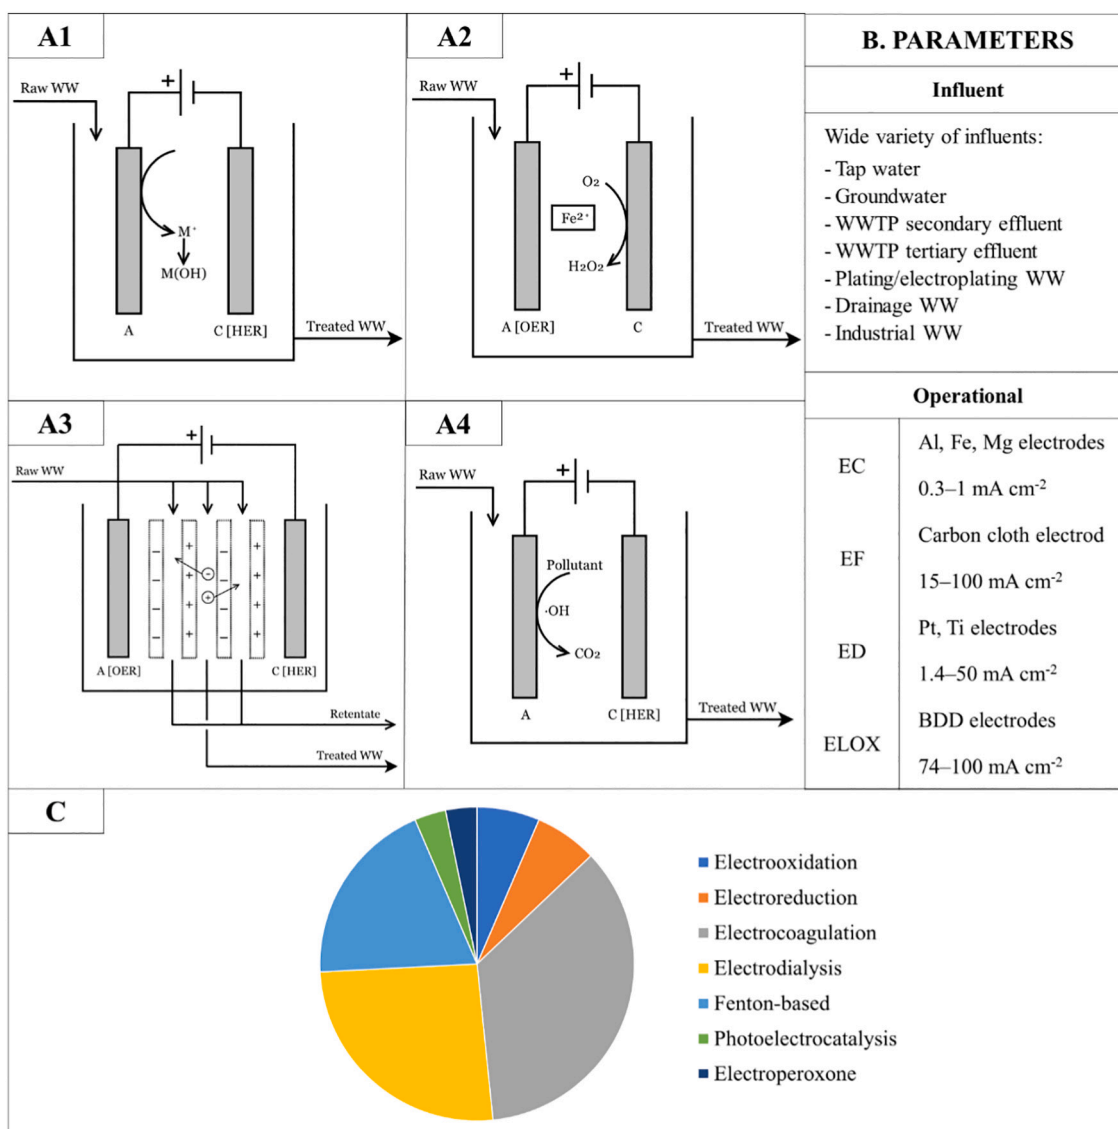 A1
Raw WW
+
M⁺
M(OH)
A
C [HER]
Treated WW
A2
Raw WW
+
O₂
Fe²⁺
H₂O₂
A [OER]
C
Treated WW
A3
+
Raw WW
− + − +
− + − +
− + − +
− + − +
−
+
A [OER]
C [HER]
Retentate
Treated WW
A4
+
Raw WW
Pollutant
·OH
CO₂
A
C [HER]
Treated WW
B. PARAMETERS
Influent
Wide variety of influents:
- Tap water
- Groundwater
- WWTP secondary effluent
- WWTP tertiary effluent
- Plating/electroplating WW
- Drainage WW
- Industrial WW
Operational
EC
Al, Fe, Mg electrodes
0.3–1 mA cm⁻²
EF
Carbon cloth electrod
15–100 mA cm⁻²
ED
Pt, Ti electrodes
1.4–50 mA cm⁻²
ELOX
BDD electrodes
74–100 mA cm⁻²
C
Electrooxidation
Electroreduction
Electrocoagulation
Electrodialysis
Fenton-based
Photoelectrocatalysis
Electroperoxone